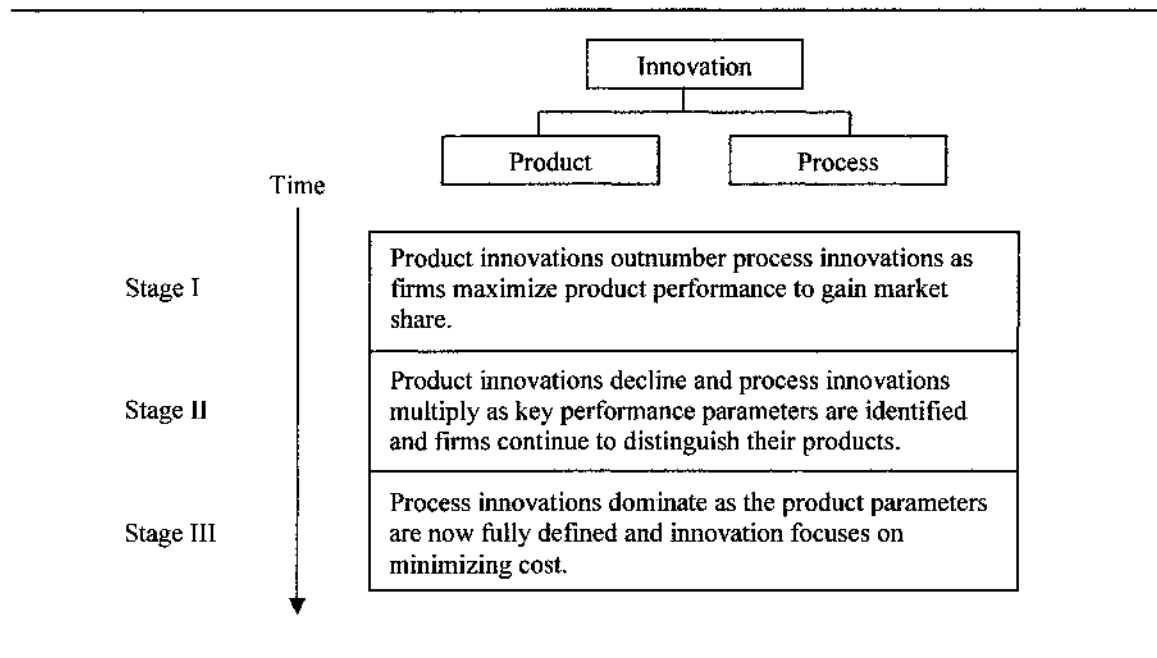 Innovation
Product
Process
Time
Stage I
Product innovations outnumber process innovations as
firms maximize product performance to gain market
share.
Stage II
Product innovations decline and process innovations
multiply as key performance parameters are identified
and firms continue to distinguish their products.
Stage III
Process innovations dominate as the product parameters
are now fully defined and innovation focuses on
minimizing cost.